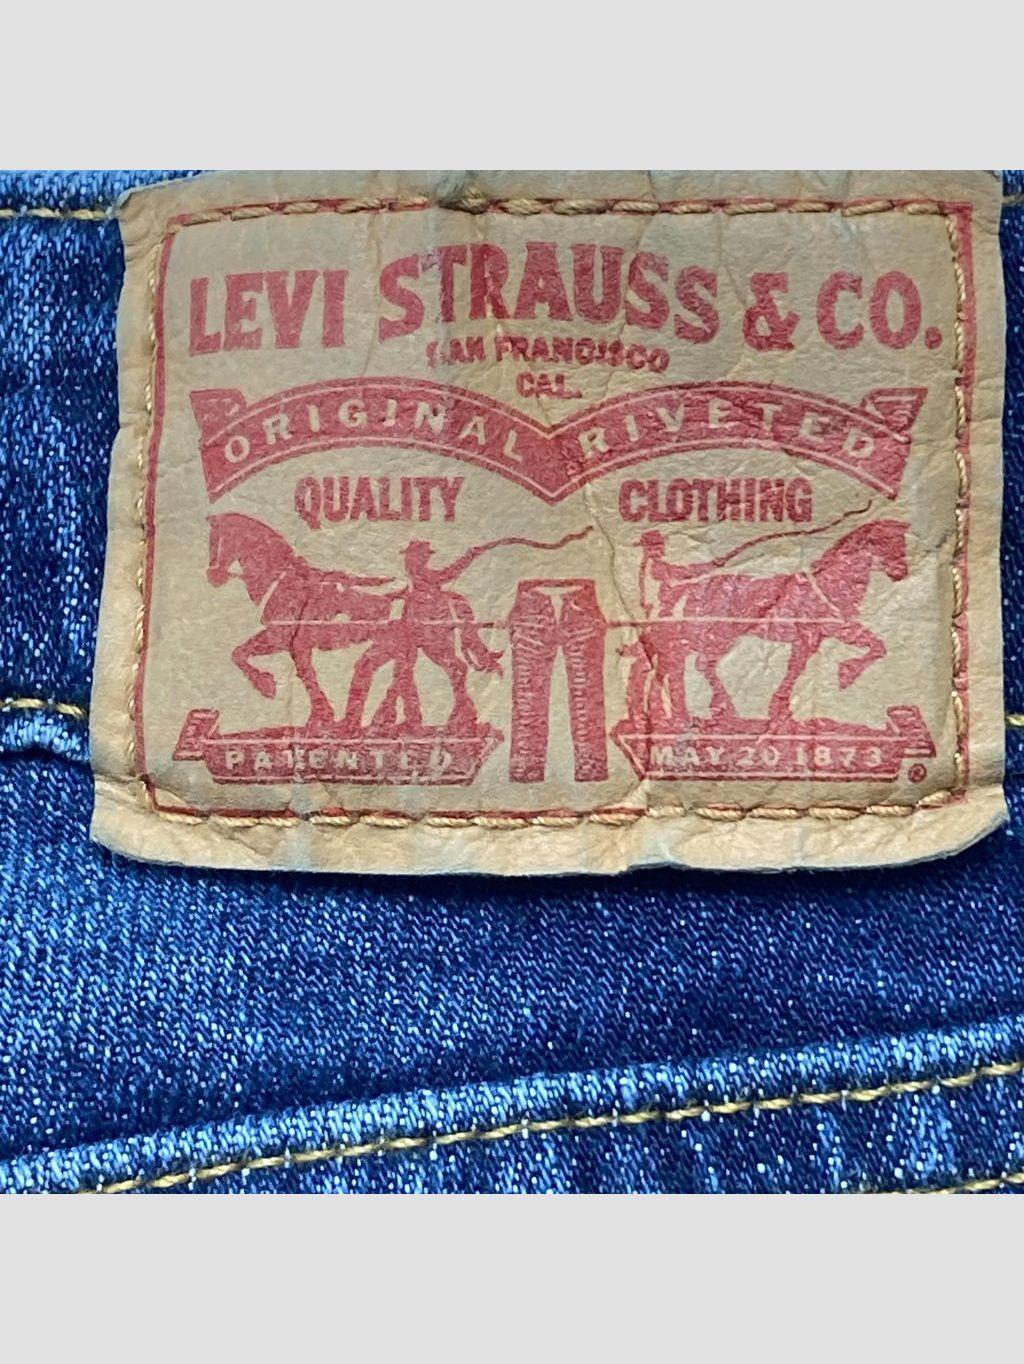 LEVI STRAUSS & CO.
SAN FRANCISCO
CAL.
ORIGINAL RIVETED
QUALITY CLOTHING
PATENTED MAY 20 1873 ®